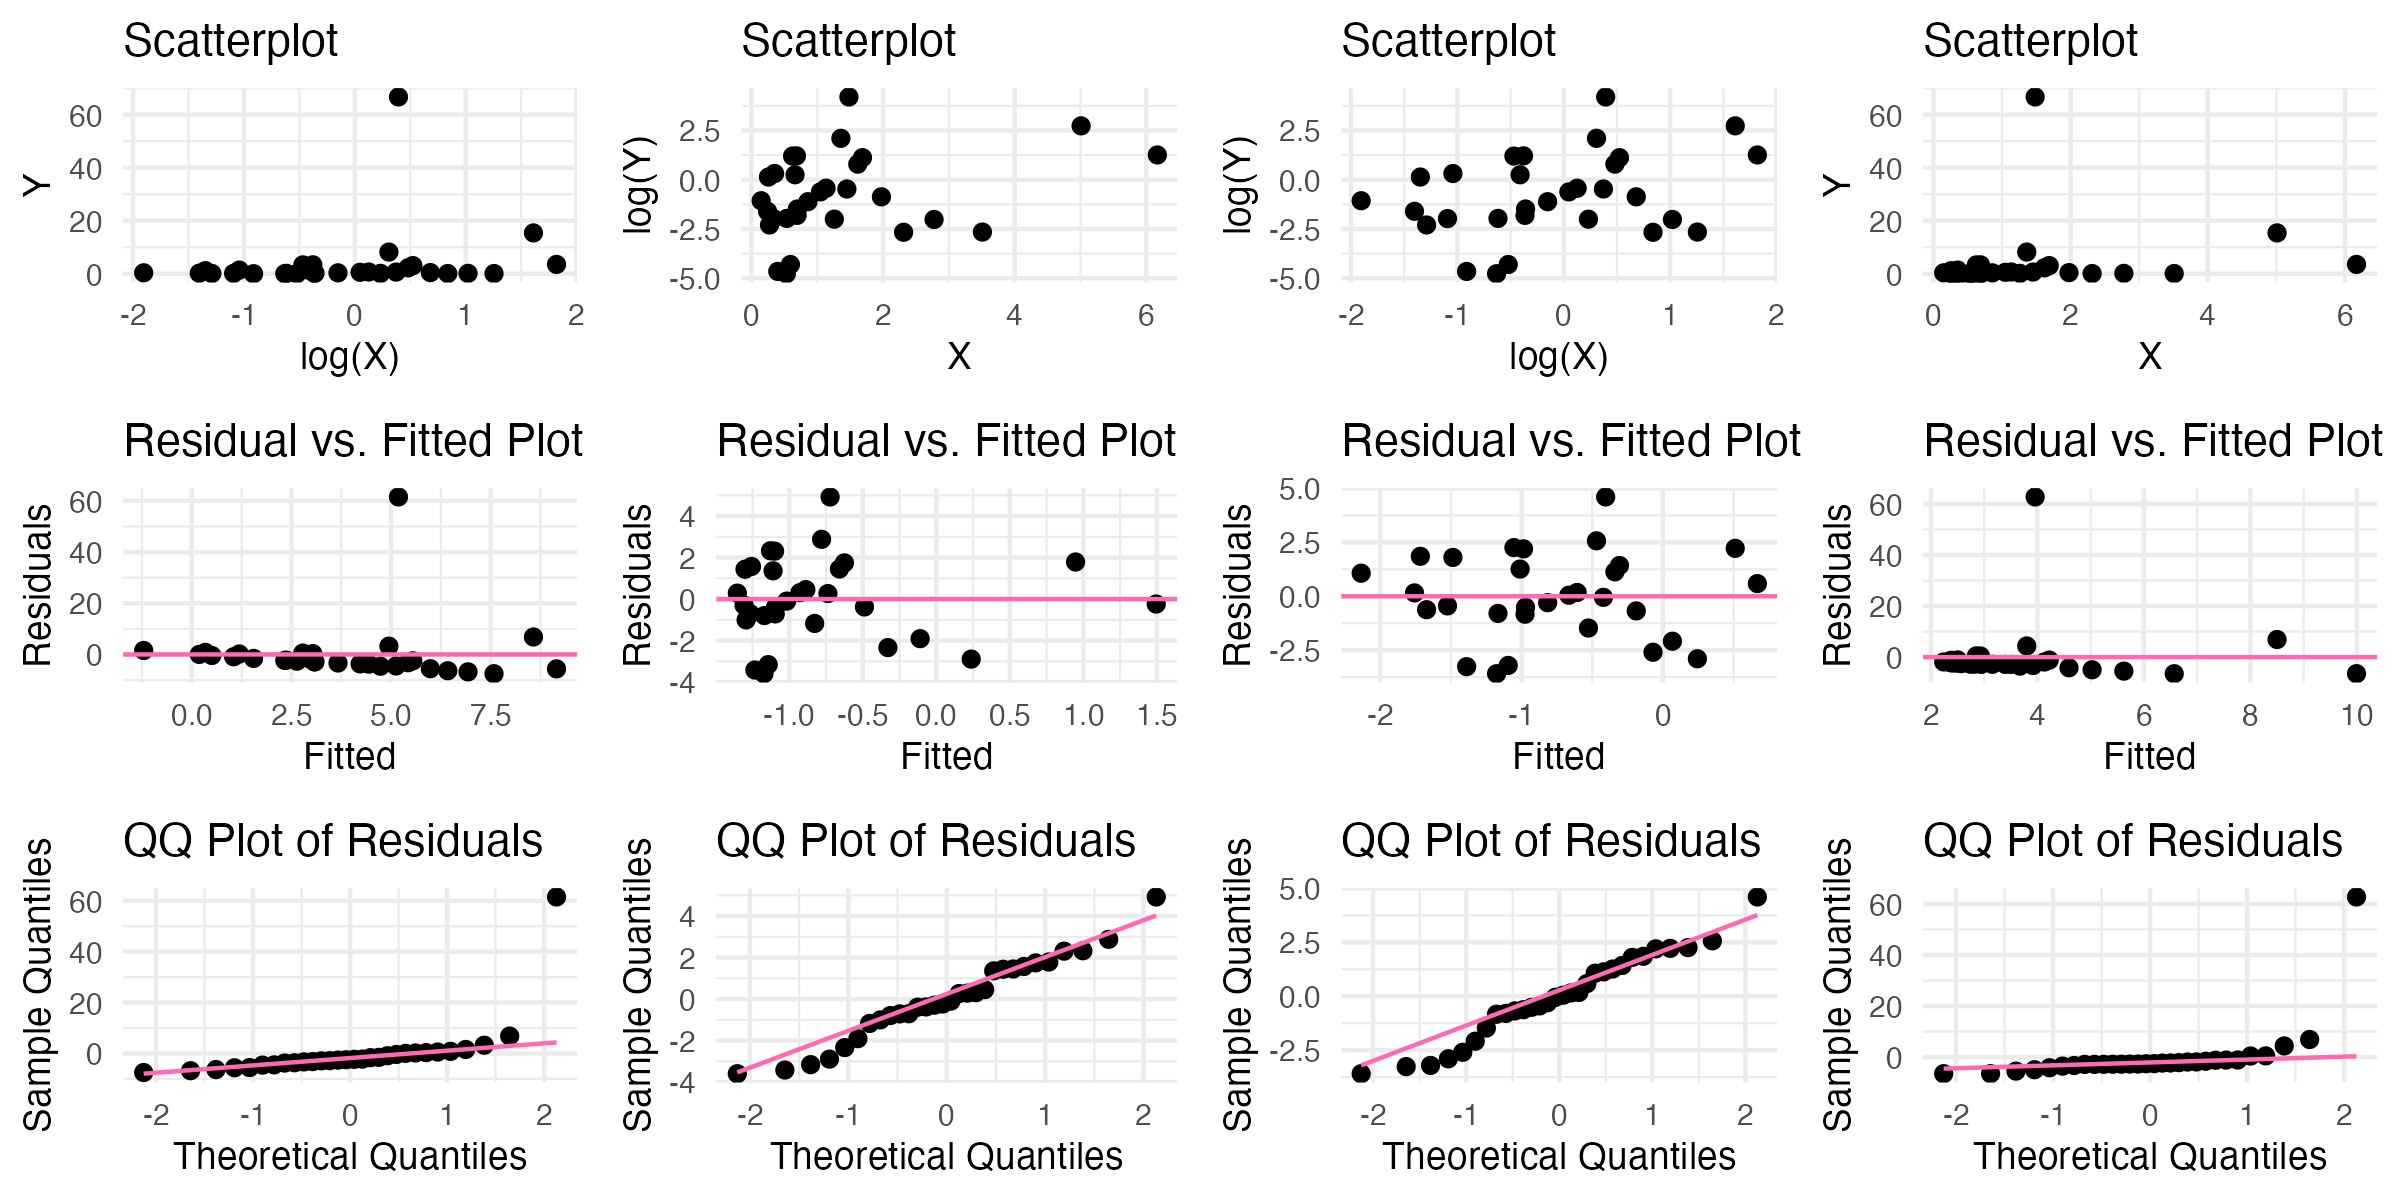 Scatterplot
Y
60
40
20
0
-2 -1 0 1 2
log(X)
Scatterplot
log(Y)
2.5
0.0
-2.5
-5.0
0 2 4 6
X
Scatterplot
log(Y)
2.5
0.0
-2.5
-5.0
-2 -1 0 1 2
log(X)
Scatterplot
Y
60
40
20
0
0 2 4 6
X
Residual vs. Fitted Plot
Residuals
60
40
20
0
0.0 2.5 5.0 7.5
Fitted
Residual vs. Fitted Plot
Residuals
4
2
0
-2
-4
-1.0 -0.5 0.0 0.5 1.0 1.5
Fitted
Residual vs. Fitted Plot
Residuals
5.0
2.5
0.0
-2.5
-2 -1 0
Fitted
Residual vs. Fitted Plot
Residuals
60
40
20
0
2 4 6 8 10
Fitted
QQ Plot of Residuals
Sample Quantiles
60
40
20
0
-2 -1 0 1 2
Theoretical Quantiles
QQ Plot of Residuals
Sample Quantiles
4
2
0
-2
-4
-2 -1 0 1 2
Theoretical Quantiles
QQ Plot of Residuals
Sample Quantiles
5.0
2.5
0.0
-2.5
-2 -1 0 1 2
Theoretical Quantiles
QQ Plot of Residuals
Sample Quantiles
60
40
20
0
-2 -1 0 1 2
Theoretical Quantiles